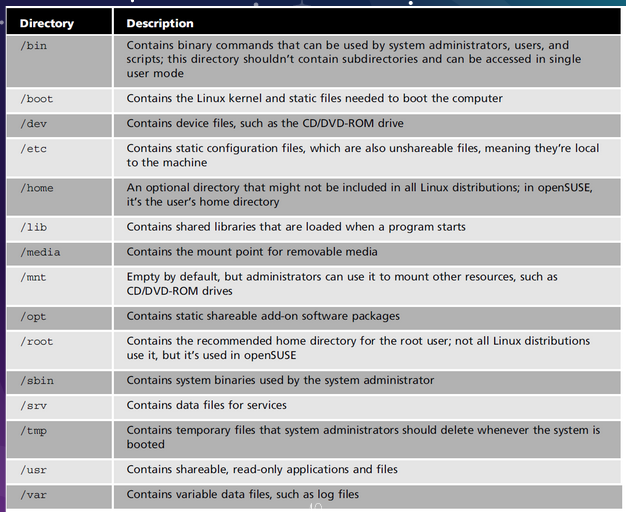 Directory Description
/bin Contains binary commands that can be used by system administrators, users, and
scripts; this directory shouldn't contain subdirectories and can be accessed in single
user mode
/boot Contains the Linux kernel and static files needed to boot the computer
/dev Contains device files, such as the CD/DVD-ROM drive
/etc Contains static configuration files, which are also unshareable files, meaning they're local
to the machine
/home An optional directory that might not be included in all Linux distributions; in openSUSE,
it's the user's home directory
/lib Contains shared libraries that are loaded when a program starts
/media Contains the mount point for removable media
/mnt Empty by default, but administrators can use it to mount other resources, such as
CD/DVD-ROM drives
/opt Contains static shareable add-on software packages
/root Contains the recommended home directory for the root user; not all Linux distributions
use it, but it's used in openSUSE
/sbin Contains system binaries used by the system administrator
/srv Contains data files for services
/tmp Contains temporary files that system administrators should delete whenever the system is
booted
/usr Contains shareable, read-only applications and files
/var Contains variable data files, such as log files